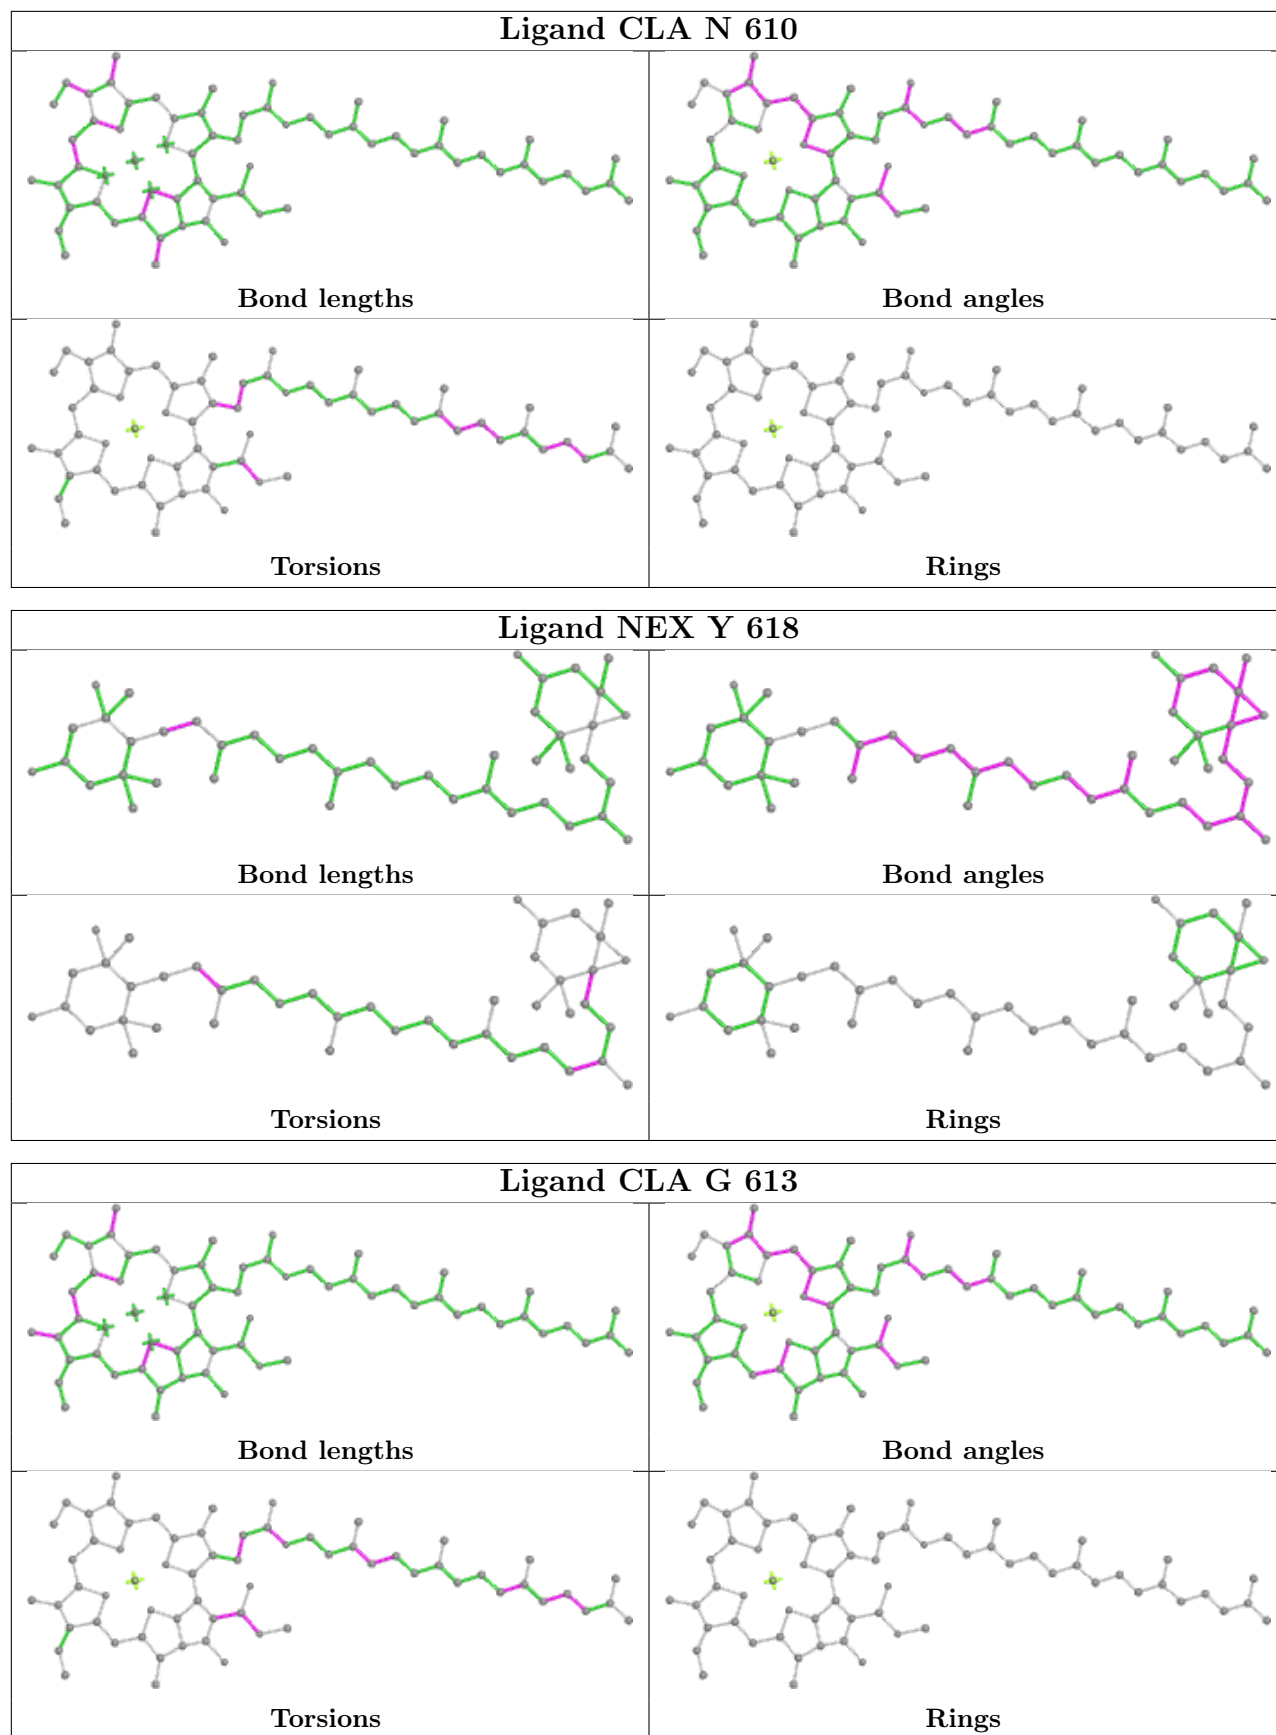 Ligand CLA N 610
Bond lengths
Bond angles
Torsions
Rings
Ligand NEX Y 618
Bond lengths
Bond angles
Torsions
Rings
Ligand CLA G 613
Bond lengths
Bond angles
Torsions
Rings